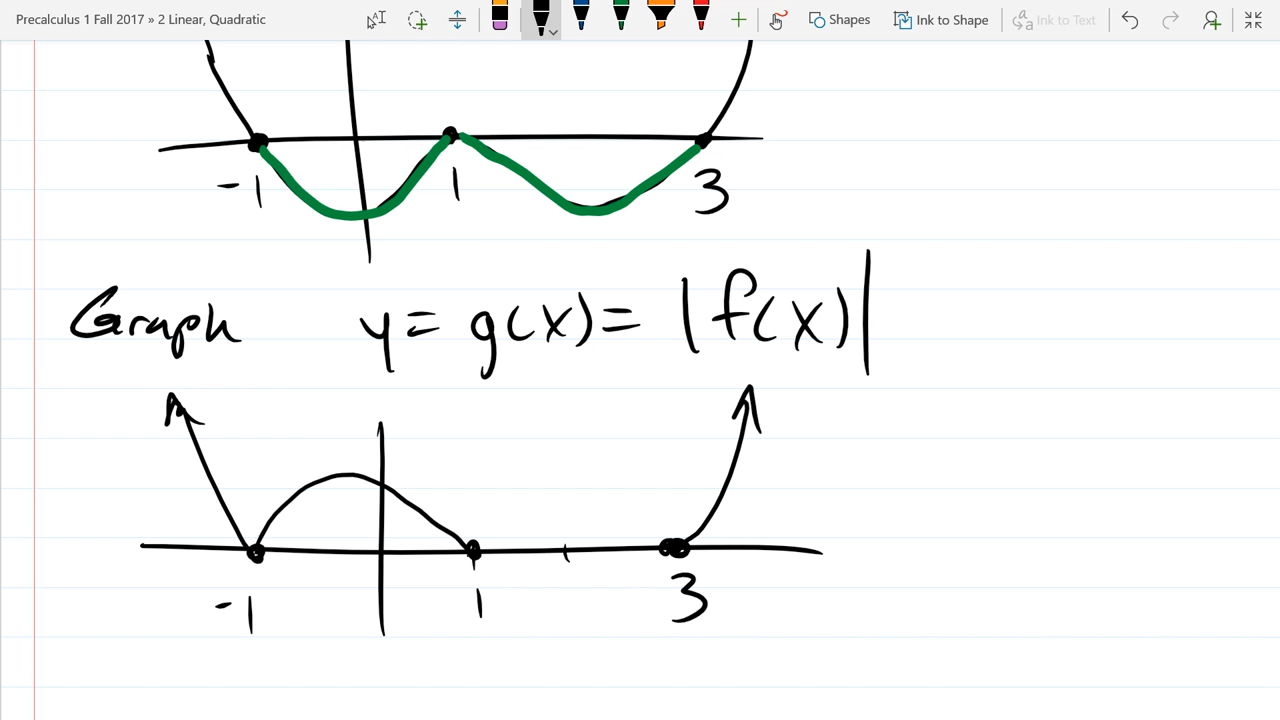 Precalculus 1 Fall 2017 » 2 Linear, Quadratic
Shapes
Ink to Shape
Ink to Text
-1 1 3
Graph y = g(x) = |f(x)|
-1 1 3